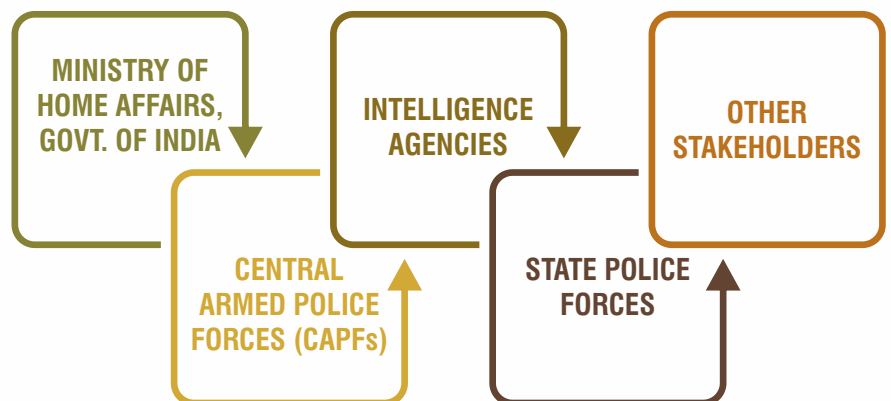 MINISTRY OF
HOME AFFAIRS,
GOVT. OF INDIA
CENTRAL
ARMED POLICE
FORCES (CAPFs)
INTELLIGENCE
AGENCIES
STATE POLICE
FORCES
OTHER
STAKEHOLDERS